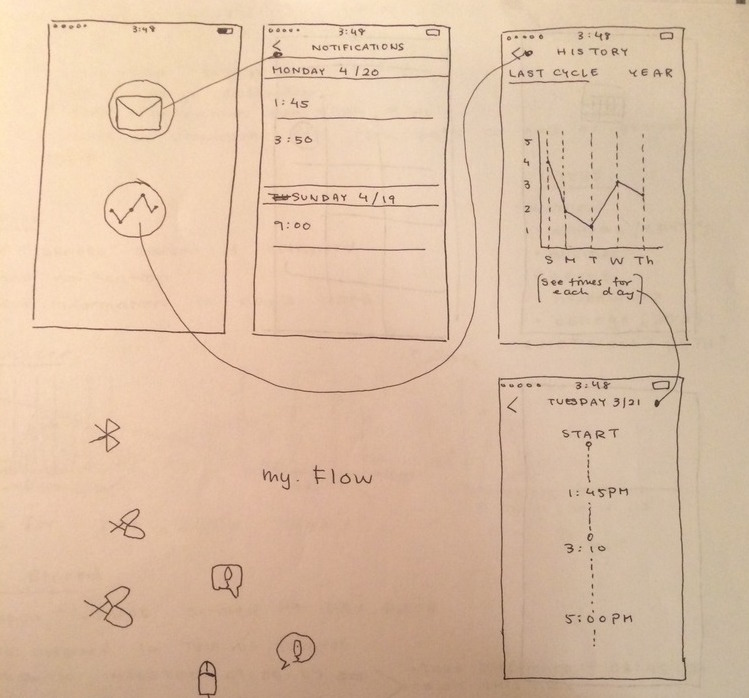 3:48
3:48
NOTIFICATIONS
MONDAY 4/20
1:45
3:50
SUNDAY 4/19
9:00
3:48
HISTORY
LAST CYCLE YEAR
5
4
3
2
1
S M T W Th
(see times for
each day)
3:48
TUESDAY 3/21
START
1:45PM
3:10
5:00PM
my. Flow